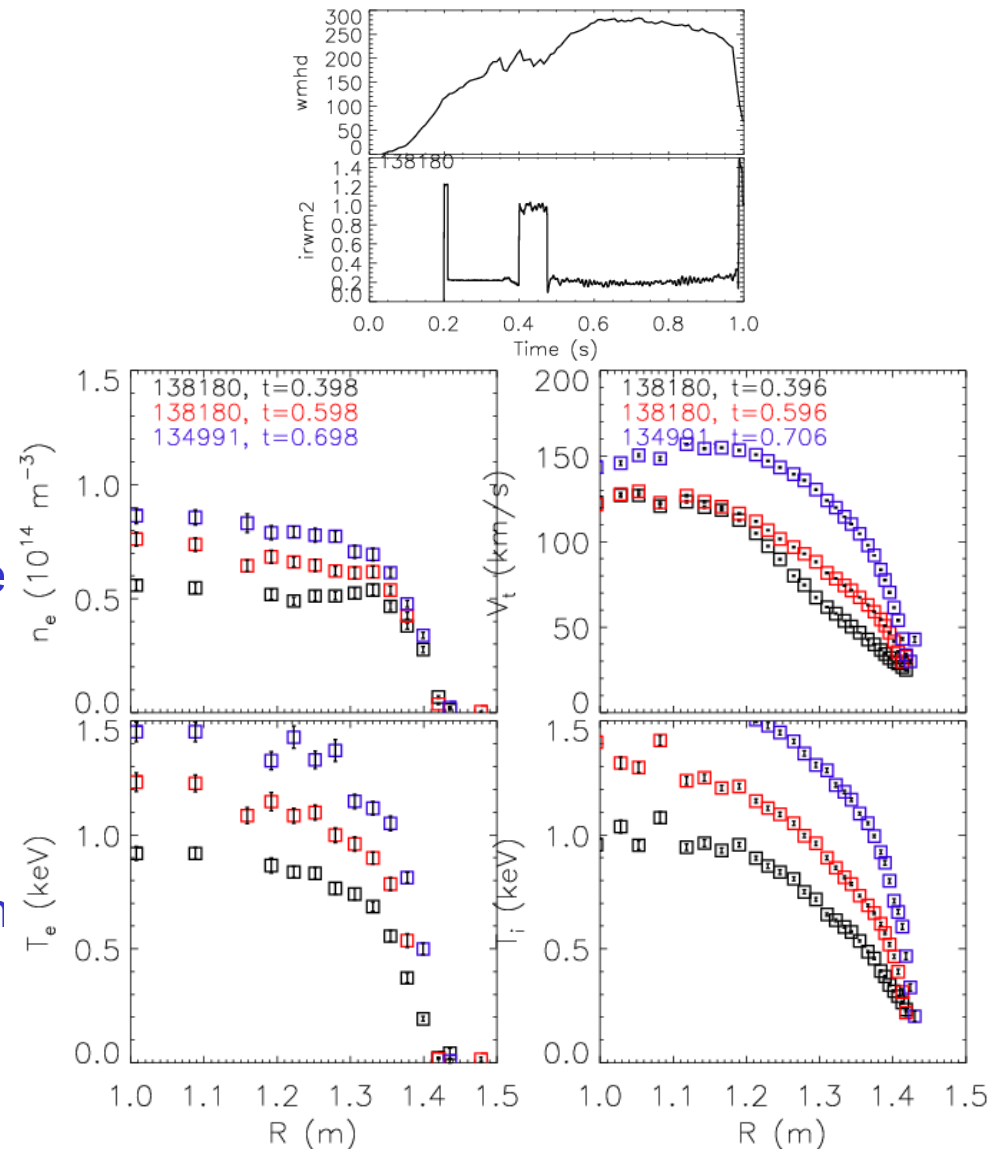 300
250
200
150
100
50
0
wmhd
138180
1.4
1.2
1.0
0.8
0.6
0.4
0.2
0.0
irwm2
0.0 0.2 0.4 0.6 0.8 1.0
Time (s)
138180, t=0.398
138180, t=0.598
134991, t=0.698
1.5
1.0
0.5
0.0
nₑ (10¹⁴ m⁻³)
138180, t=0.396
138180, t=0.596
134991, t=0.706
200
150
100
50
0
Vₜ (km/s)
1.5
1.0
0.5
0.0
Tₑ (keV)
1.0 1.1 1.2 1.3 1.4 1.5
R (m)
1.5
1.0
0.5
0.0
Tᵢ (keV)
1.0 1.1 1.2 1.3 1.4 1.5
R (m)